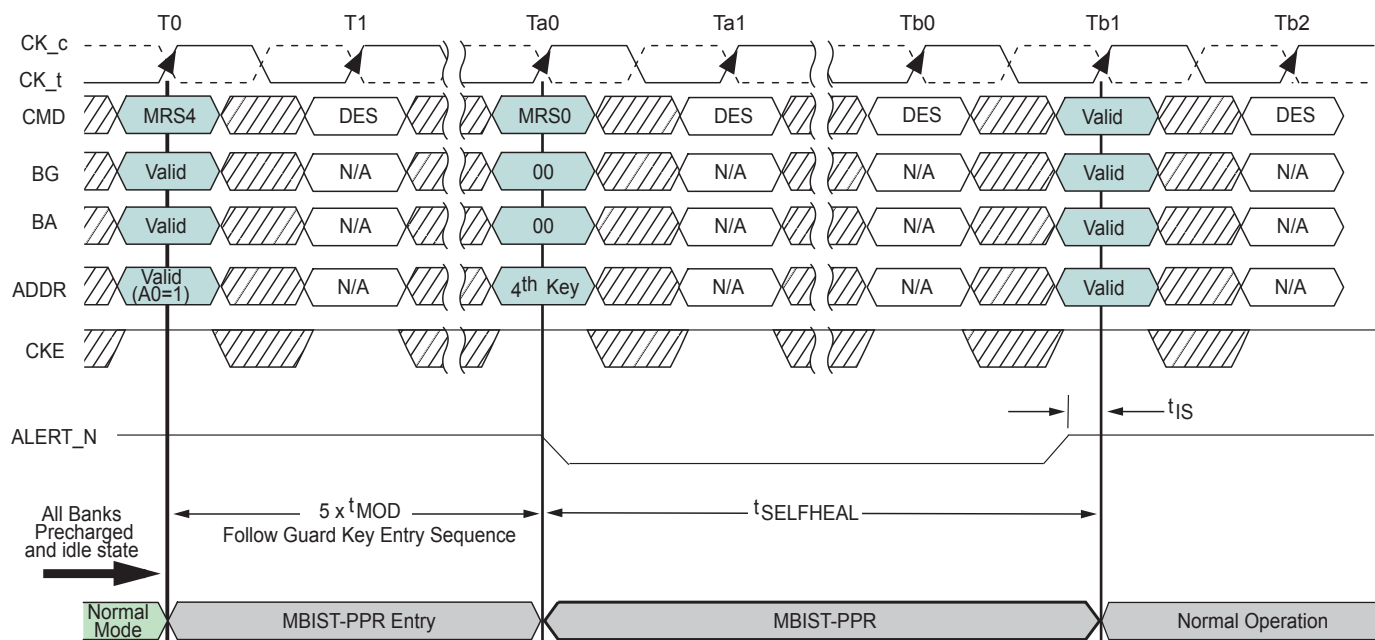 T0 T1 Ta0 Ta1 Tb0 Tb1 Tb2
CK_c
CK_t
CMD MRS4 DES MRS0 DES DES Valid DES
BG Valid N/A 00 N/A N/A Valid N/A
BA Valid N/A 00 N/A N/A Valid N/A
ADDR Valid (A0=1) N/A 4th Key N/A N/A Valid N/A
CKE
tIS
ALERT_N
All Banks
Precharged
and idle state
5 x tMOD
Follow Guard Key Entry Sequence
tSELFHEAL
Normal
Mode
MBIST-PPR Entry
MBIST-PPR
Normal Operation